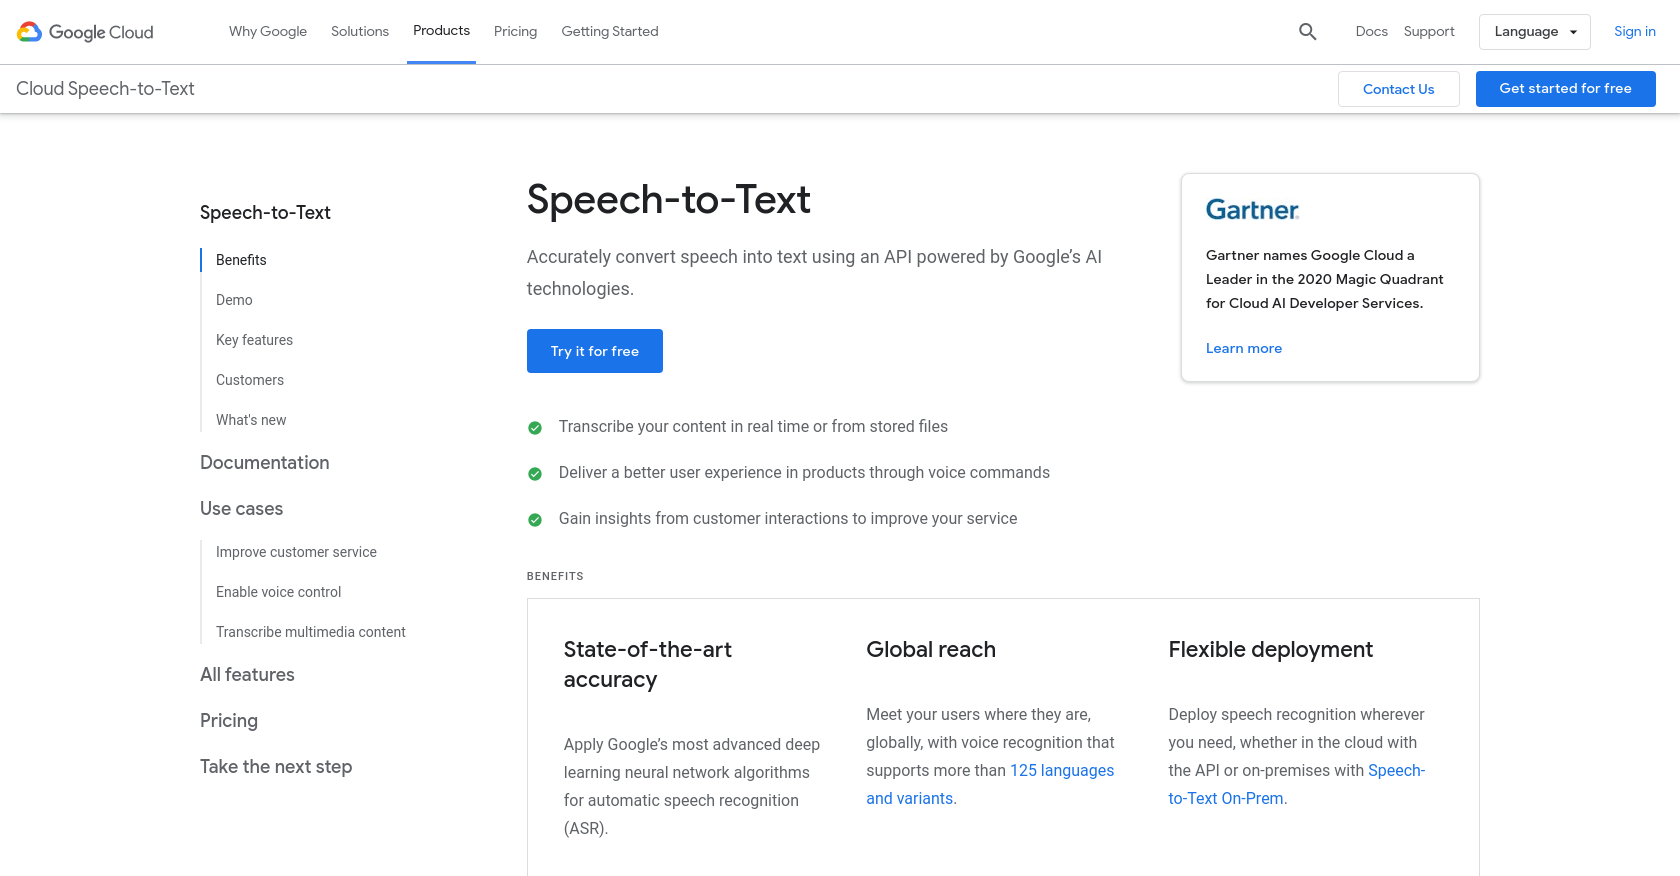 Google Cloud
Why Google
Solutions
Products
Pricing
Getting Started
Docs
Support
Language
Sign in
Cloud Speech-to-Text
Contact Us
Get started for free
Speech-to-Text
Benefits
Demo
Key features
Customers
What's new
Documentation
Use cases
Improve customer service
Enable voice control
Transcribe multimedia content
All features
Pricing
Take the next step
Speech-to-Text
Accurately convert speech into text using an API powered by Google’s AI
technologies.
Try it for free
Transcribe your content in real time or from stored files
Deliver a better user experience in products through voice commands
Gain insights from customer interactions to improve your service
Gartner
Gartner names Google Cloud a
Leader in the 2020 Magic Quadrant
for Cloud AI Developer Services.
Learn more
BENEFITS
State-of-the-art
accuracy
Apply Google’s most advanced deep
learning neural network algorithms
for automatic speech recognition
(ASR).
Global reach
Meet your users where they are,
globally, with voice recognition that
supports more than 125 languages
and variants.
Flexible deployment
Deploy speech recognition wherever
you need, whether in the cloud with
the API or on-premises with Speech-
to-Text On-Prem.